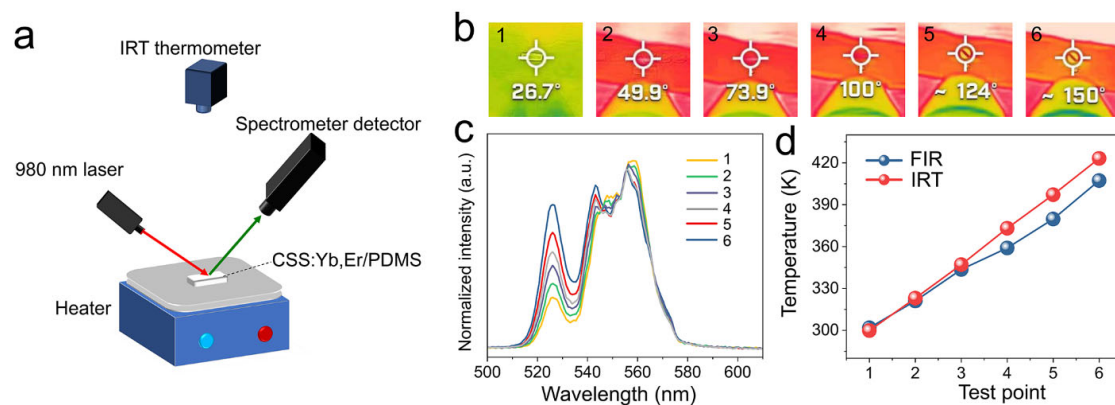 a
IRT thermometer
Spectrometer detector
980 nm laser
CSS:Yb,Er/PDMS
Heater
b
1
26.7°
2
49.9°
3
73.9°
4
100°
5
~ 124°
6
~ 150°
c
Normalized intensity (a.u.)
1
2
3
4
5
6
500 520 540 560 580 600
Wavelength (nm)
d
Temperature (K)
FIR
IRT
420
390
360
330
300
1 2 3 4 5 6
Test point